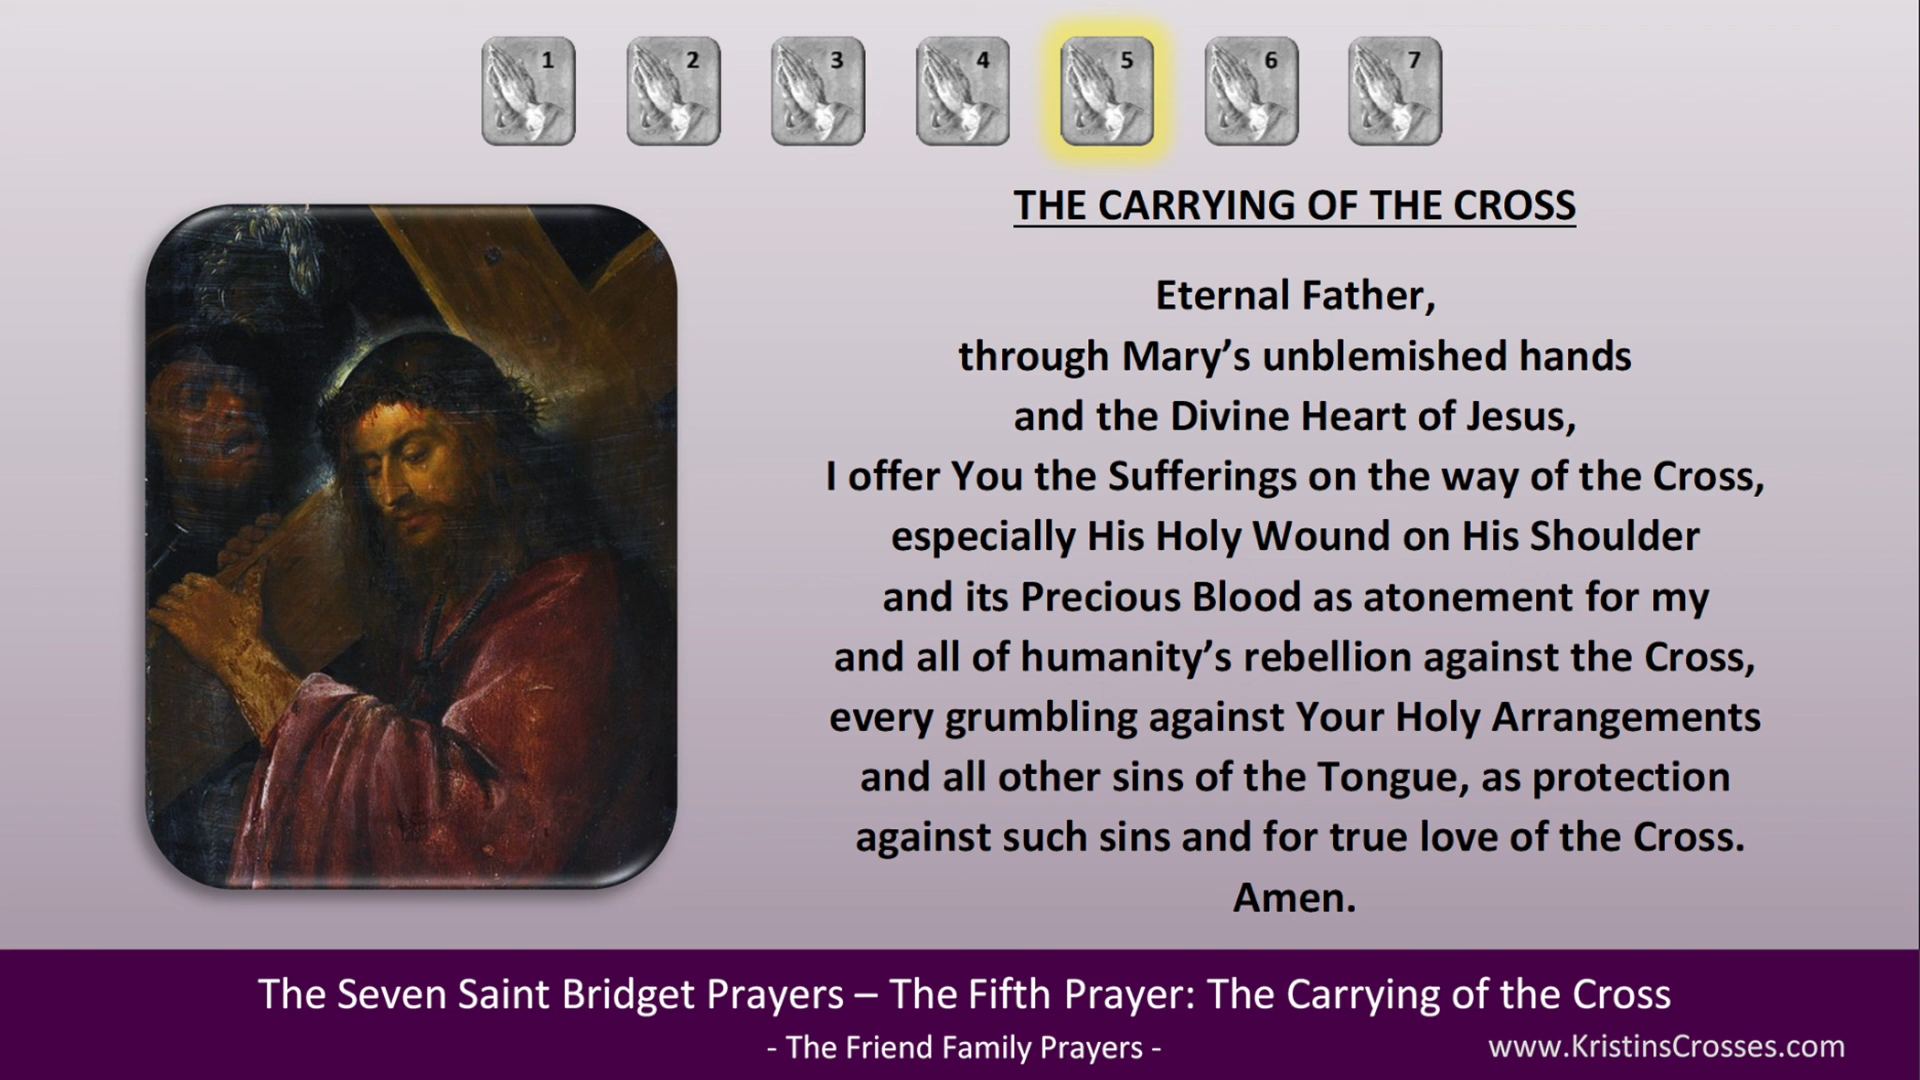 1 2 3 4 5 6 7
THE CARRYING OF THE CROSS
Eternal Father,
through Mary’s unblemished hands
and the Divine Heart of Jesus,
I offer You the Sufferings on the way of the Cross,
especially His Holy Wound on His Shoulder
and its Precious Blood as atonement for my
and all of humanity’s rebellion against the Cross,
every grumbling against Your Holy Arrangements
and all other sins of the Tongue, as protection
against such sins and for true love of the Cross.
Amen.
The Seven Saint Bridget Prayers – The Fifth Prayer: The Carrying of the Cross
- The Friend Family Prayers -
www.KristinsCrosses.com